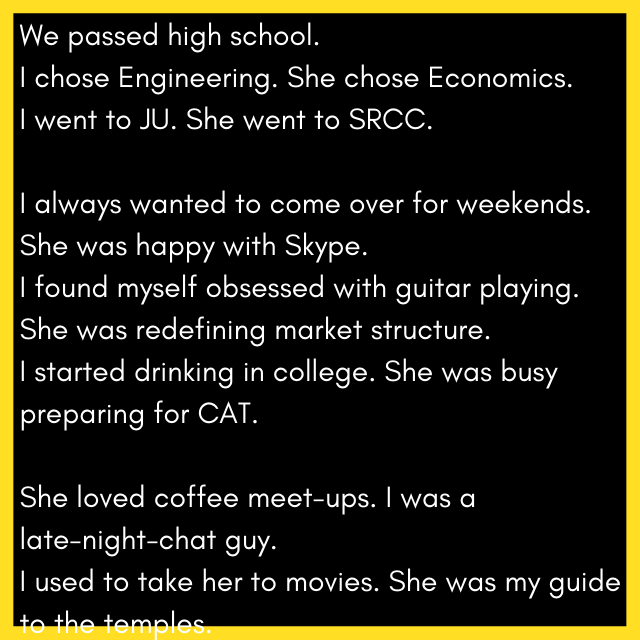 We passed high school.
I chose Engineering. She chose Economics.
I went to JU. She went to SRCC.
I always wanted to come over for weekends.
She was happy with Skype.
I found myself obsessed with guitar playing.
She was redefining market structure.
I started drinking in college. She was busy
preparing for CAT.
She loved coffee meet-ups. I was a
late-night-chat guy.
I used to take her to movies. She was my guide
to the temples.